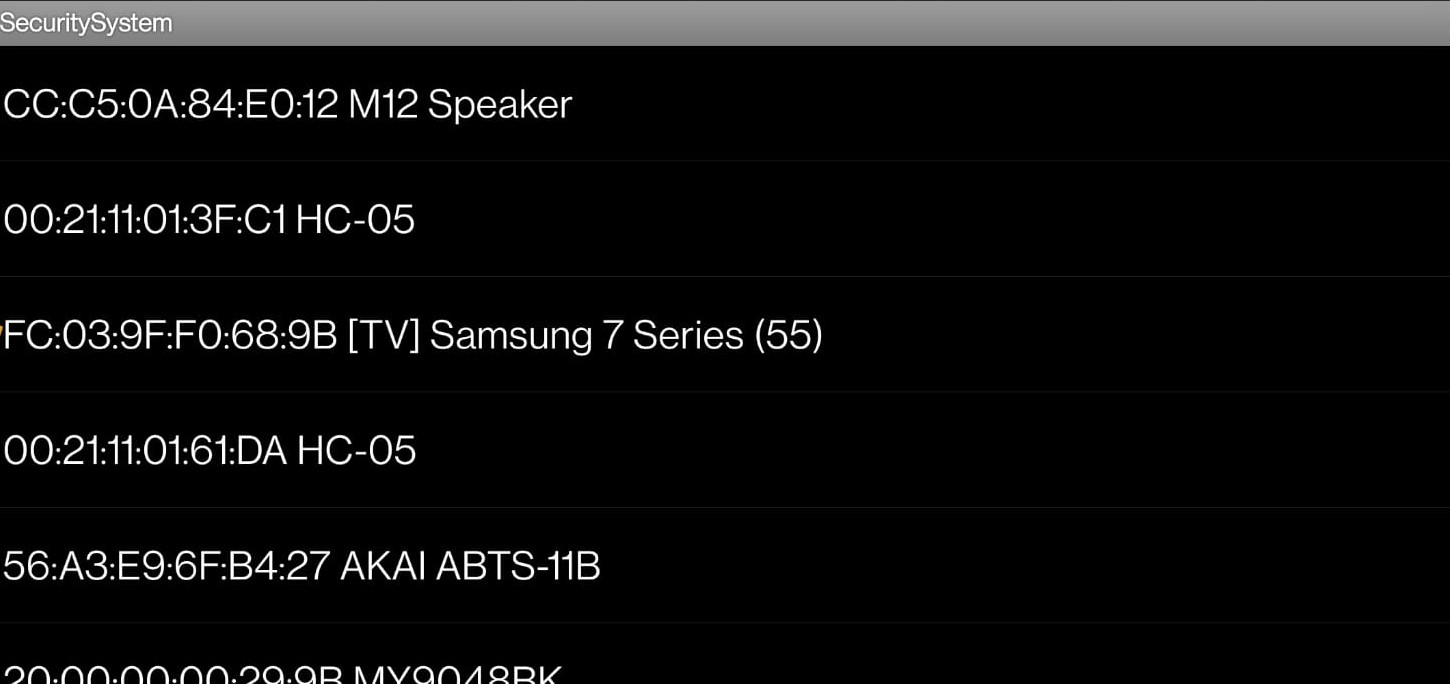 SecuritySystem
CC:C5:0A:84:E0:12 M12 Speaker
00:21:11:01:3F:C1 HC-05
FC:03:9F:F0:68:9B [TV] Samsung 7 Series (55)
00:21:11:01:61:DA HC-05
56:A3:E9:6F:B4:27 AKAI ABTS-11B
20:00:00:00:29:9B MY9048BK